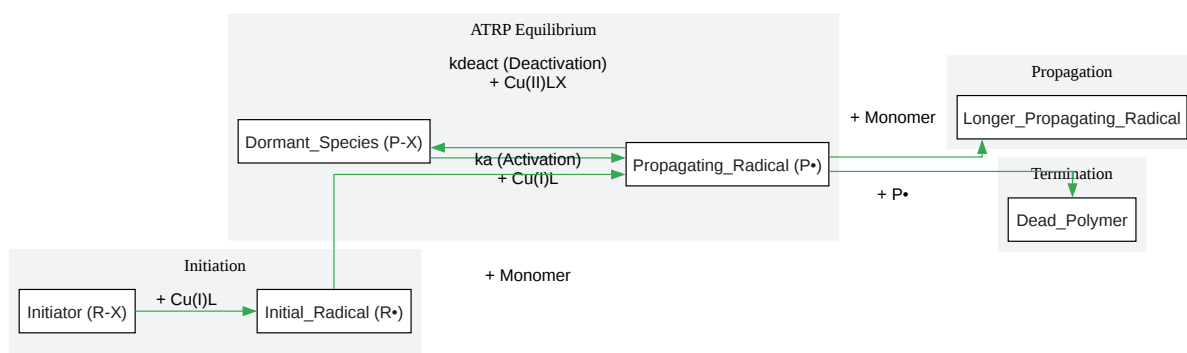 ATRP Equilibrium
kdeact (Deactivation)
+ Cu(II)LX
Dormant_Species (P-X)
ka (Activation)
+ Cu(I)L
Propagating_Radical (P•)
+ Monomer
Propagation
Longer_Propagating_Radical
+ P•
Termination
Dead_Polymer
Initiation
Initiator (R-X)
+ Cu(I)L
Initial_Radical (R•)
+ Monomer